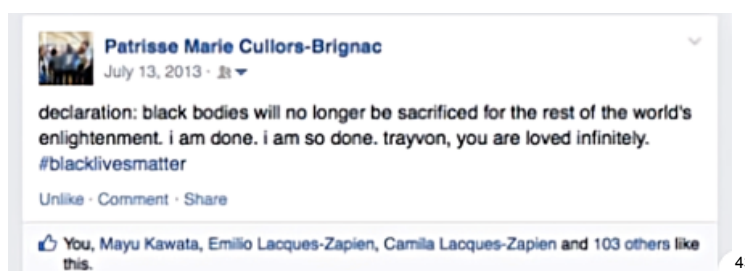 Patrisse Marie Cullors-Brignac
July 13, 2013 ·
declaration: black bodies will no longer be sacrificed for the rest of the world's
enlightenment. i am done. i am so done. trayvon, you are loved infinitely.
#blacklivesmatter
Unlike · Comment · Share
You, Mayu Kawata, Emilio Lacques-Zapien, Camila Lacques-Zapien and 103 others like
this.
4